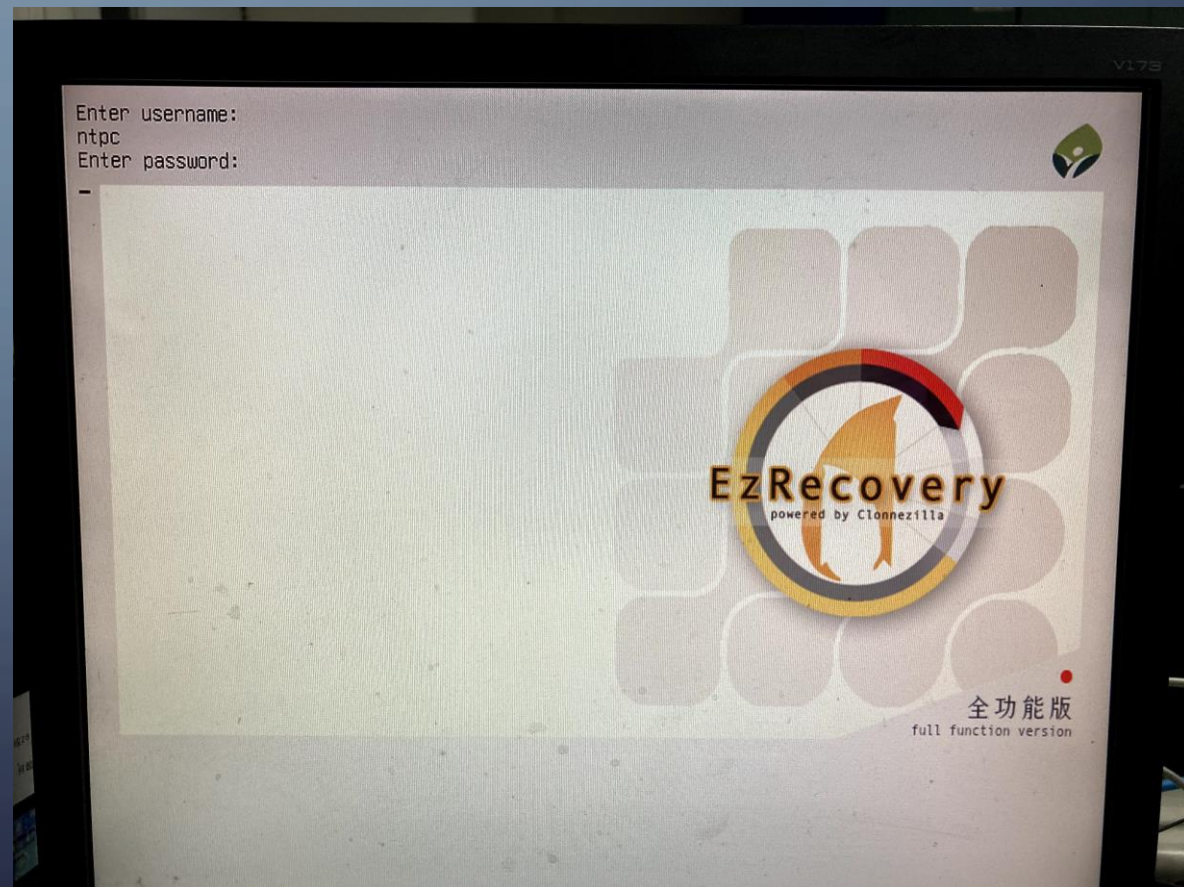 V173
Enter username:
ntpc
Enter password:
EzRecovery
powered by Clonnezilla
全功能版
full function version